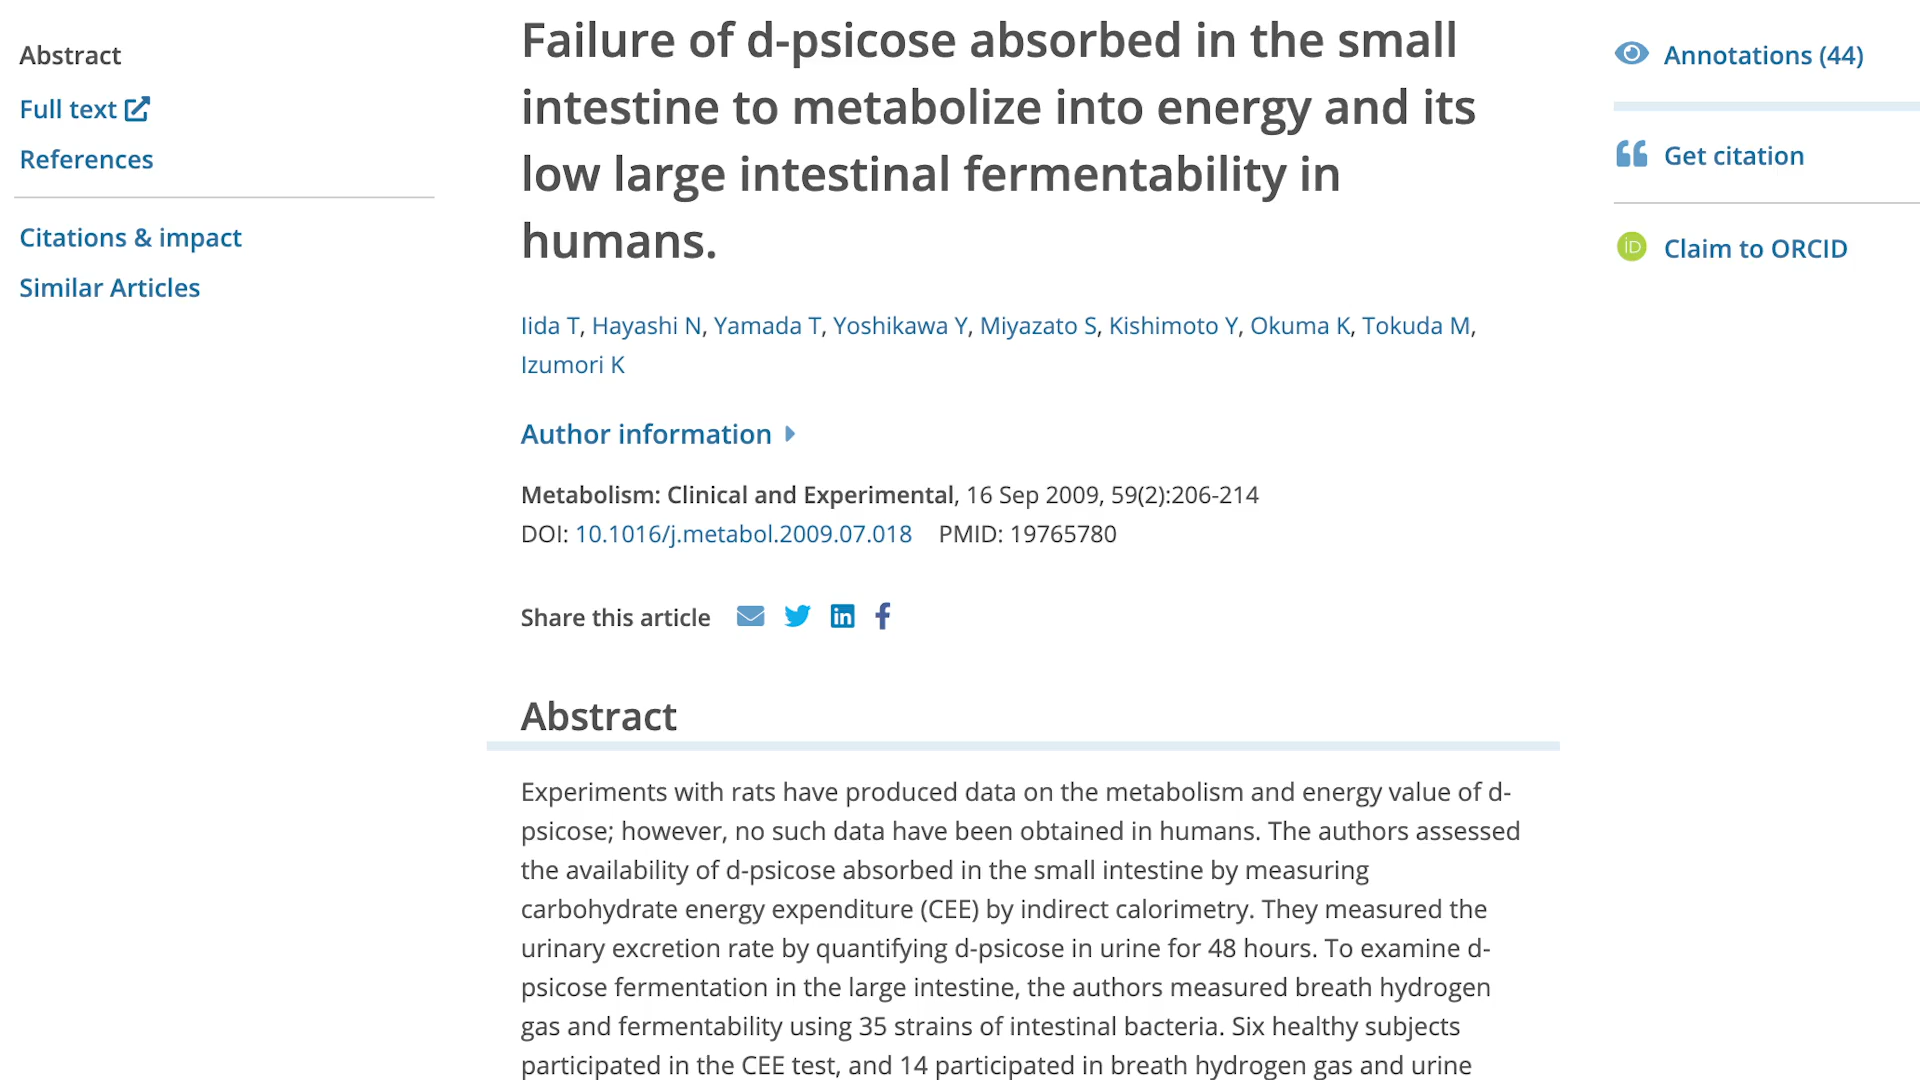 Abstract
Full text
References
Citations & impact
Similar Articles
Failure of d-psicose absorbed in the small
intestine to metabolize into energy and its
low large intestinal fermentability in
humans.
Iida T, Hayashi N, Yamada T, Yoshikawa Y, Miyazato S, Kishimoto Y, Okuma K, Tokuda M,
Izumori K
Author information
Metabolism: Clinical and Experimental, 16 Sep 2009, 59(2):206-214
DOI: 10.1016/j.metabol.2009.07.018 PMID: 19765780
Share this article
Abstract
Experiments with rats have produced data on the metabolism and energy value of d-
psicose; however, no such data have been obtained in humans. The authors assessed
the availability of d-psicose absorbed in the small intestine by measuring
carbohydrate energy expenditure (CEE) by indirect calorimetry. They measured the
urinary excretion rate by quantifying d-psicose in urine for 48 hours. To examine d-
psicose fermentation in the large intestine, the authors measured breath hydrogen
gas and fermentability using 35 strains of intestinal bacteria. Six healthy subjects
participated in the CEE test, and 14 participated in breath hydrogen gas and urine
Annotations (44)
Get citation
Claim to ORCID